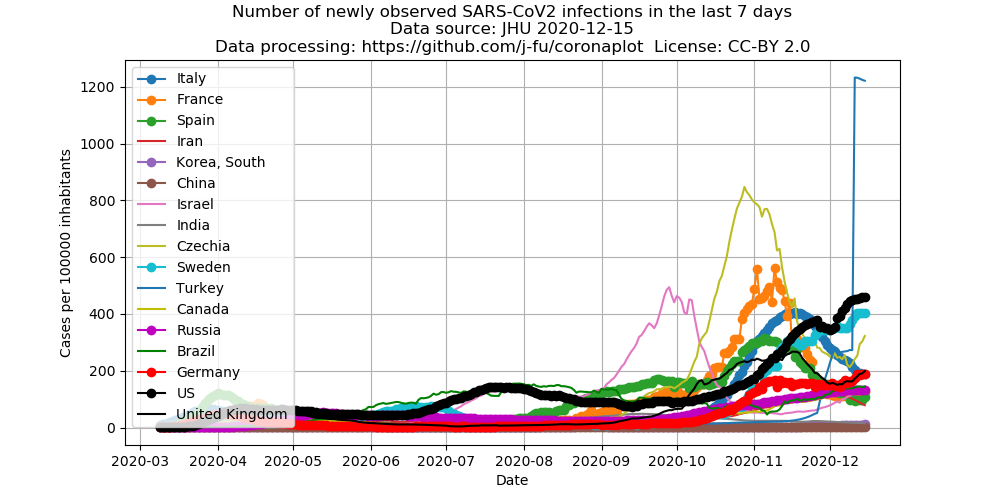 Number of newly observed SARS-CoV2 infections in the last 7 days
Data source: JHU 2020-12-15
Data processing: https://github.com/j-fu/coronaplot  License: CC-BY 2.0
Cases per 100000 inhabitants
1200
1000
800
600
400
200
0
Italy
France
Spain
Iran
Korea, South
China
Israel
India
Czechia
Sweden
Turkey
Canada
Russia
Brazil
Germany
US
United Kingdom
2020-03 2020-04 2020-05 2020-06 2020-07 2020-08 2020-09 2020-10 2020-11 2020-12
Date